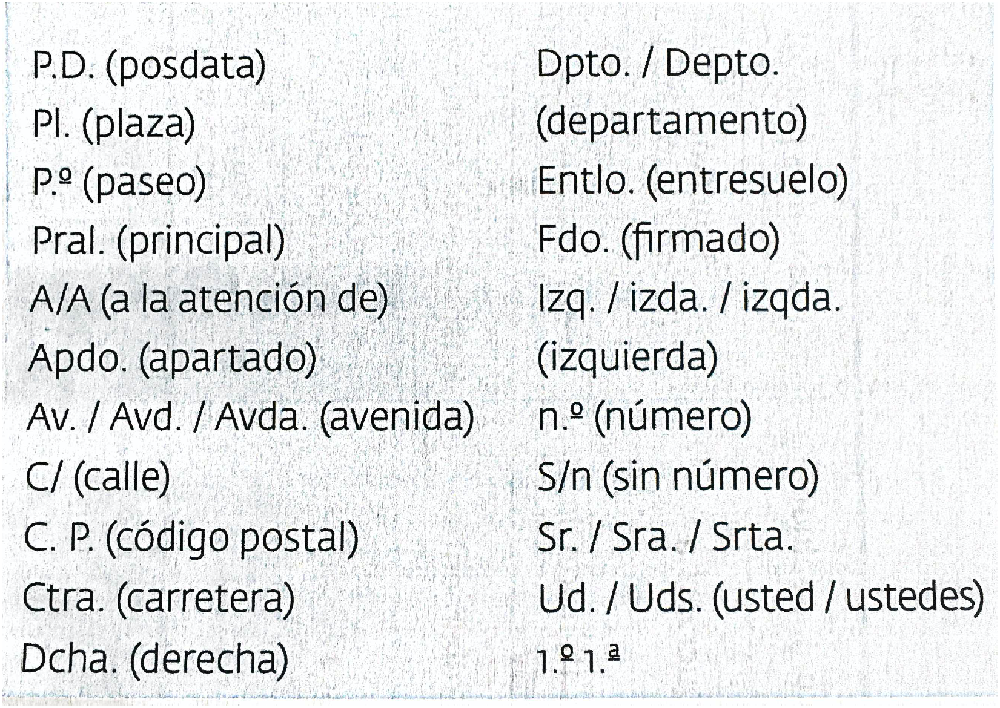 P.D. (posdata)
Pl. (plaza)
P.º (paseo)
Pral. (principal)
A/A (a la atención de)
Apdo. (apartado)
Av. / Avd. / Avda. (avenida)
C/ (calle)
C. P. (código postal)
Ctra. (carretera)
Dcha. (derecha)
Dpto. / Depto.
(departamento)
Entlo. (entresuelo)
Fdo. (firmado)
Izq. / izda. / izqda.
(izquierda)
n.º (número)
S/n (sin número)
Sr. / Sra. / Srta.
Ud. / Uds. (usted / ustedes)
1.º 1.ª